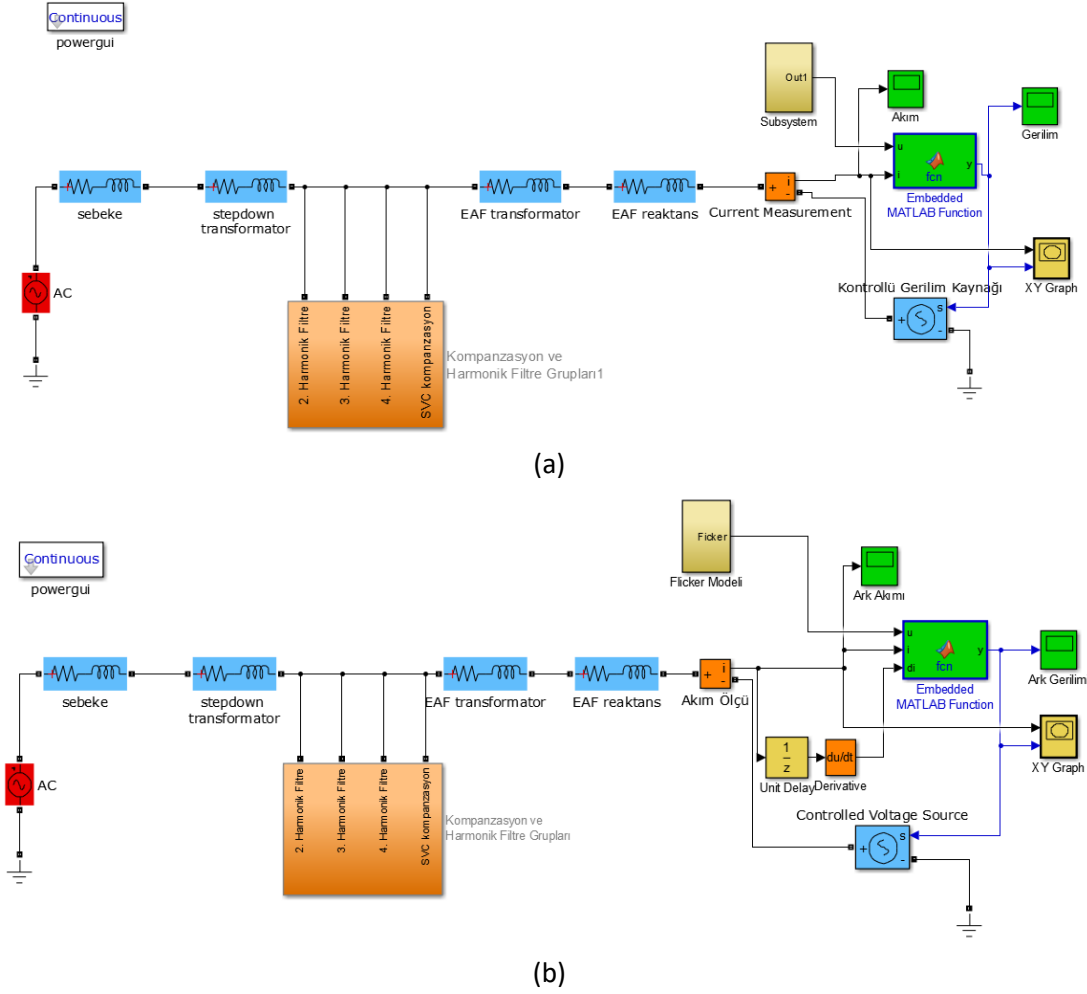 Continuous
powergui
Out1
Subsystem
Akım
Gerilim
u
i
y
fcn
Embedded
MATLAB Function
sebeke
stepdown
transformator
EAF transformator
EAF reaktans
+
i
-
Current Measurement
XY Graph
AC
Kontrollü Gerilim Kaynağı
+
s
-
2. Harmonik Filtre
3. Harmonik Filtre
4. Harmonik Filtre
SVC kompanzasyon
Kompanzasyon ve
Harmonik Filtre Grupları1
(a)
Continuous
powergui
Ficker
Flicker Modeli
Ark Akımı
u
i
di
y
fcn
Embedded
MATLAB Function
Ark Gerilim
sebeke
stepdown
transformator
EAF transformator
EAF reaktans
+
i
-
Akım Ölçü
1
z
Unit Delay
du/dt
Derivative
XY Graph
AC
Controlled Voltage Source
+
s
-
2. Harmonik Filtre
3. Harmonik Filtre
4. Harmonik Filtre
SVC kompanzasyon
Kompanzasyon ve
Harmonik Filtre Grupları
(b)